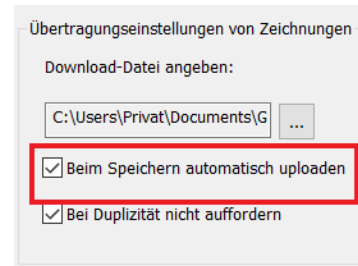 Übertragungseinstellungen von Zeichnungen
Download-Datei angeben:
C:\Users\Privat\Documents\G
...
Beim Speichern automatisch uploaden
Bei Duplizität nicht auffordern